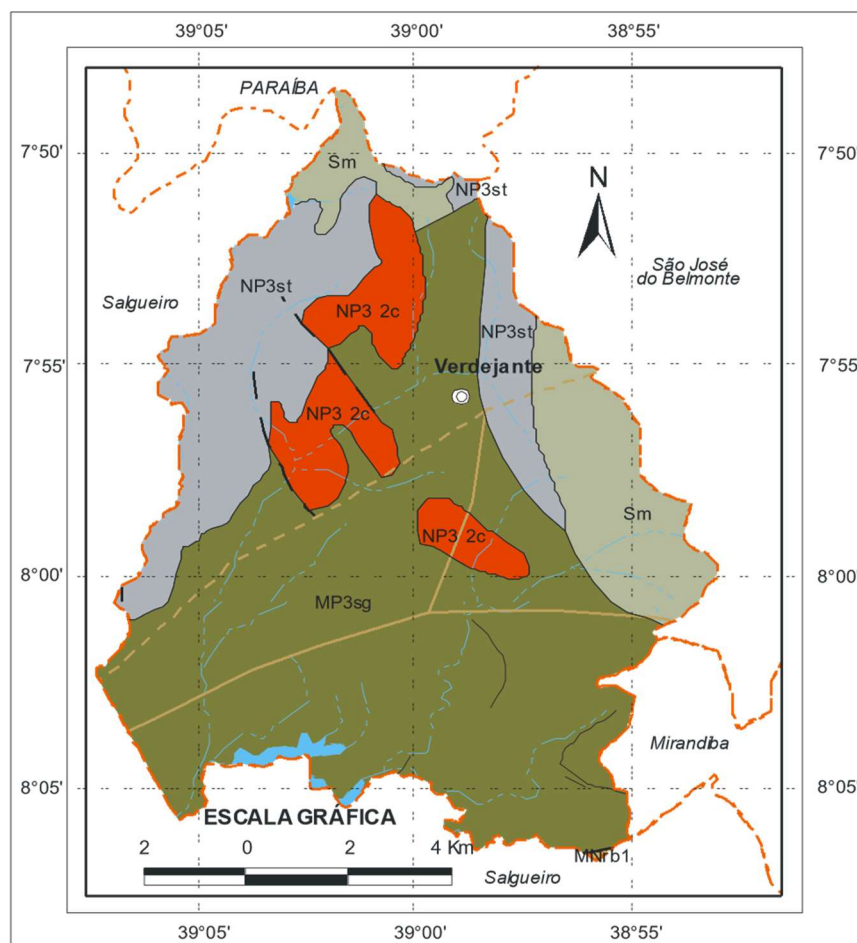 39°05' 39°00' 38°55'
PARAÍBA
7°50' 7°50'
Sm
NP3st
N
São José
do Belmonte
NP3st
Salgueiro
NP3 2c
NP3st
7°55' 7°55'
Verdejante
NP3 2c
Sm
NP3 2c
8°00' 8°00'
MP3sg
Mirandiba
8°05' 8°05'
ESCALA GRÁFICA
2 0 2 4 Km
MNrb1
Salgueiro
39°05' 39°00' 38°55'